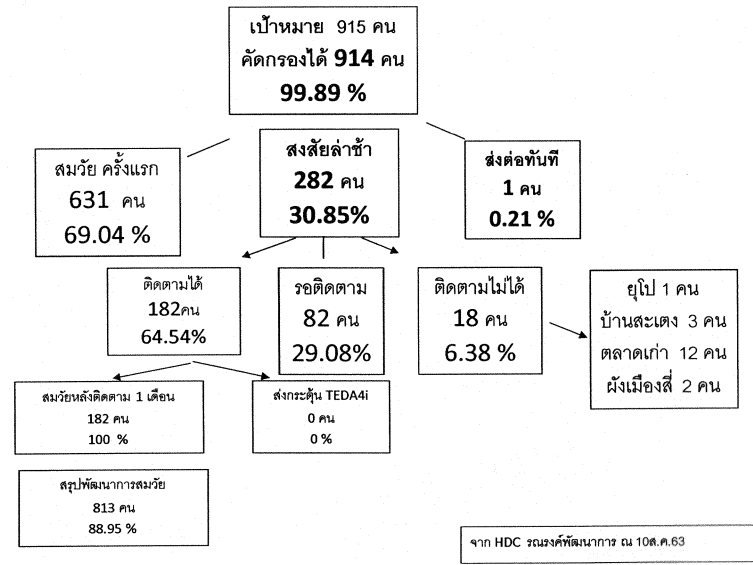 เป้าหมาย 915 คน
คัดกรองได้ 914 คน
99.89 %
สมวัย ครั้งแรก
631 คน
69.04 %
สงสัยล่าช้า
282 คน
30.85%
ส่งต่อทันที
1 คน
0.21 %
ติดตามได้
182คน
64.54%
รอติดตาม
82 คน
29.08%
ติดตามไม่ได้
18 คน
6.38 %
ยุโป 1 คน
บ้านสะเตง 3 คน
ตลาดเก่า 12 คน
ผังเมืองสี่ 2 คน
สมวัยหลังติดตาม 1 เดือน
182 คน
100 %
ส่งกระตุ้น TEDA4i
0 คน
0 %
สรุปพัฒนาการสมวัย
813 คน
88.95 %
จาก HDC รณรงค์พัฒนาการ ณ 10ส.ค.63